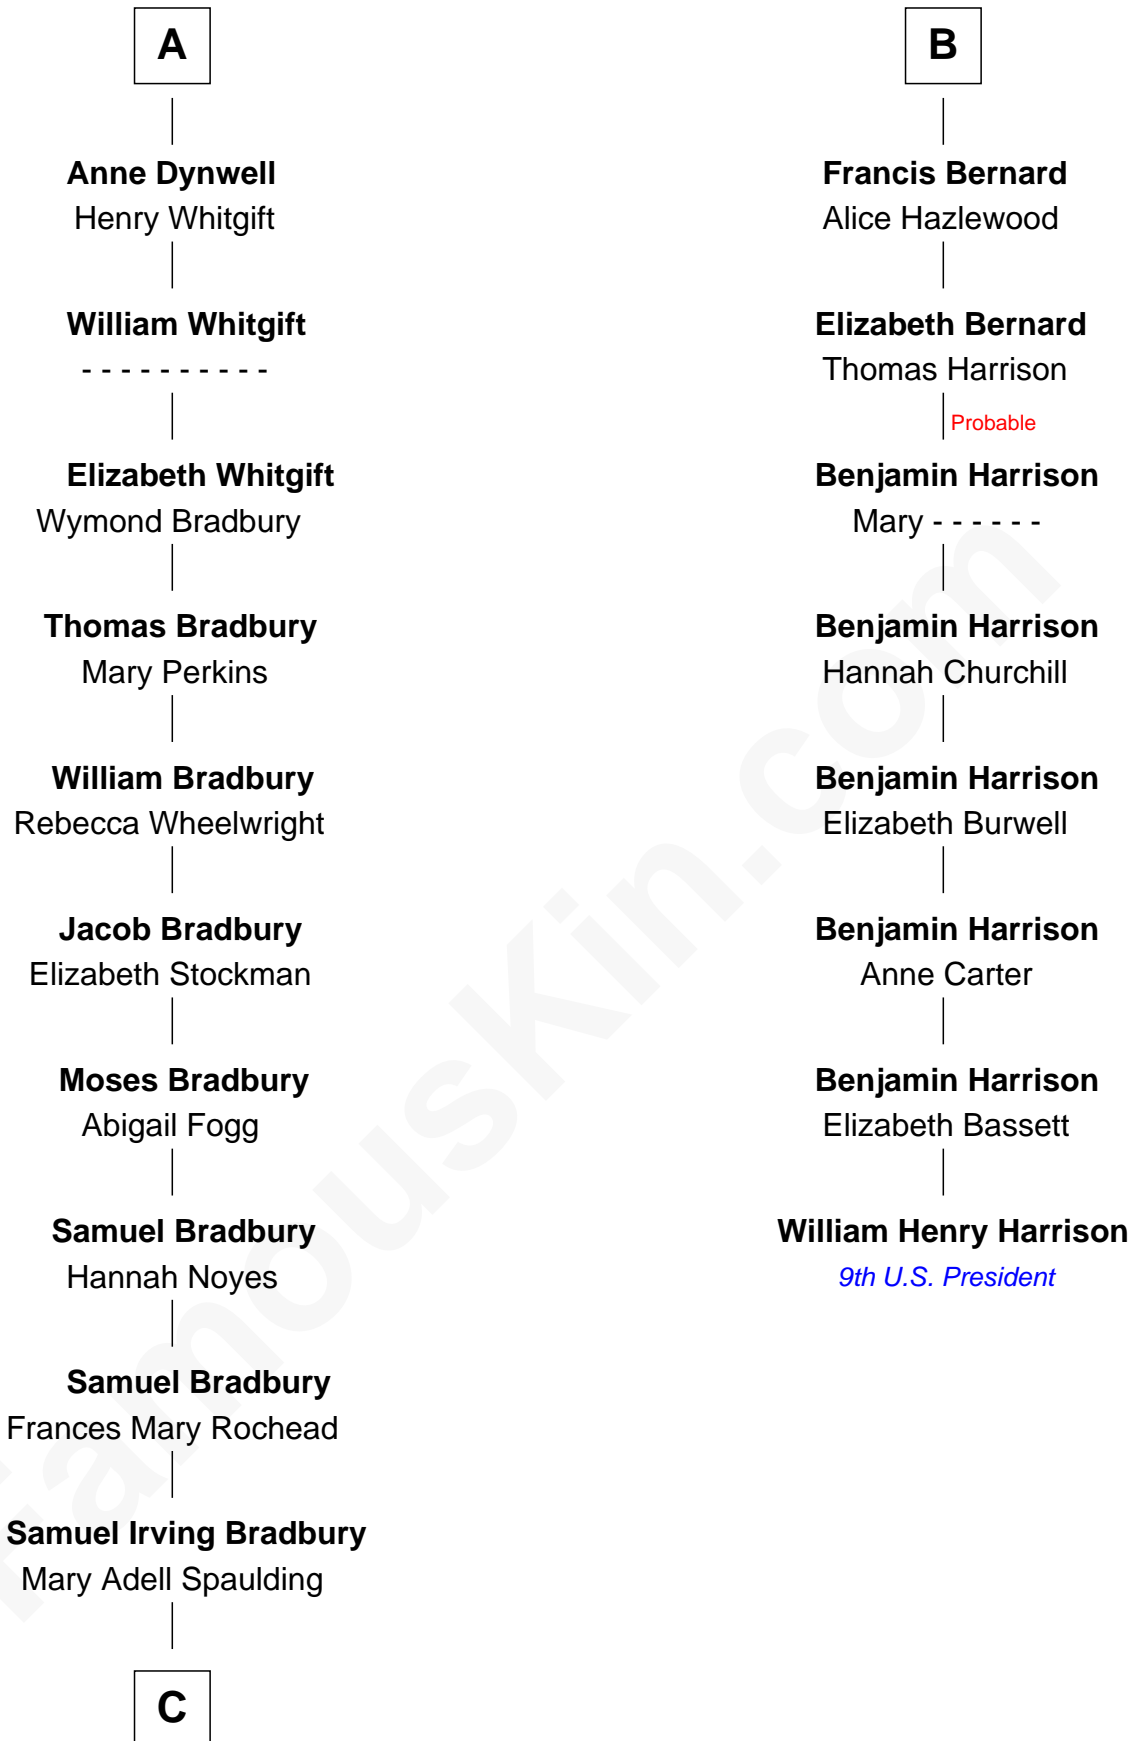 A
Anne Dynwell
Henry Whitgift
William Whitgift
- - - - - - - - - -
Elizabeth Whitgift
Wymond Bradbury
Thomas Bradbury
Mary Perkins
William Bradbury
Rebecca Wheelwright
Jacob Bradbury
Elizabeth Stockman
Moses Bradbury
Abigail Fogg
Samuel Bradbury
Hannah Noyes
Samuel Bradbury
Frances Mary Rochead
Samuel Irving Bradbury
Mary Adell Spaulding
C
B
Francis Bernard
Alice Hazlewood
Elizabeth Bernard
Thomas Harrison
Probable
Benjamin Harrison
Mary - - - - - -
Benjamin Harrison
Hannah Churchill
Benjamin Harrison
Elizabeth Burwell
Benjamin Harrison
Anne Carter
Benjamin Harrison
Elizabeth Bassett
William Henry Harrison
9th U.S. President
FamousKin.com